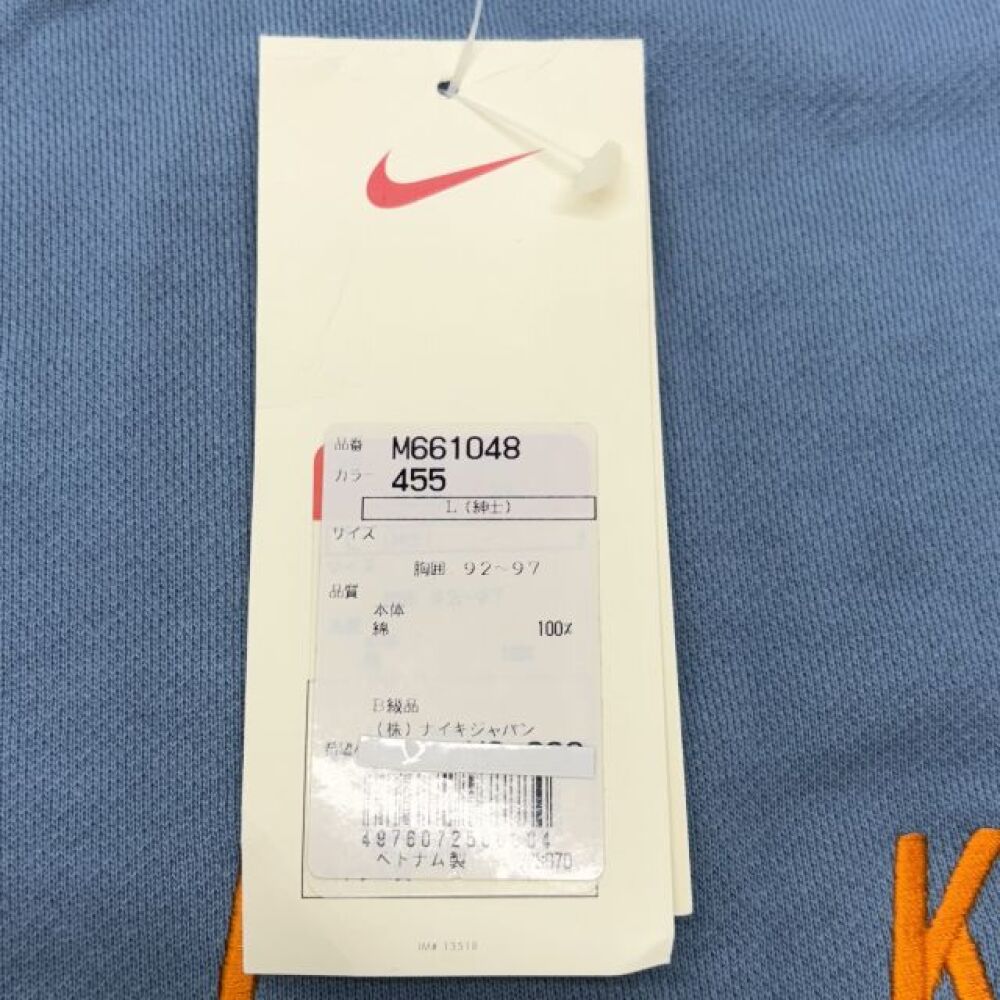 品番 M661048
カラー 455
L(紳士)
サイズ
胸囲 92~97
品質
本体
綿 100%
B級品
(株)ナイキジャパン
ベトナム製
IM# 15518
K